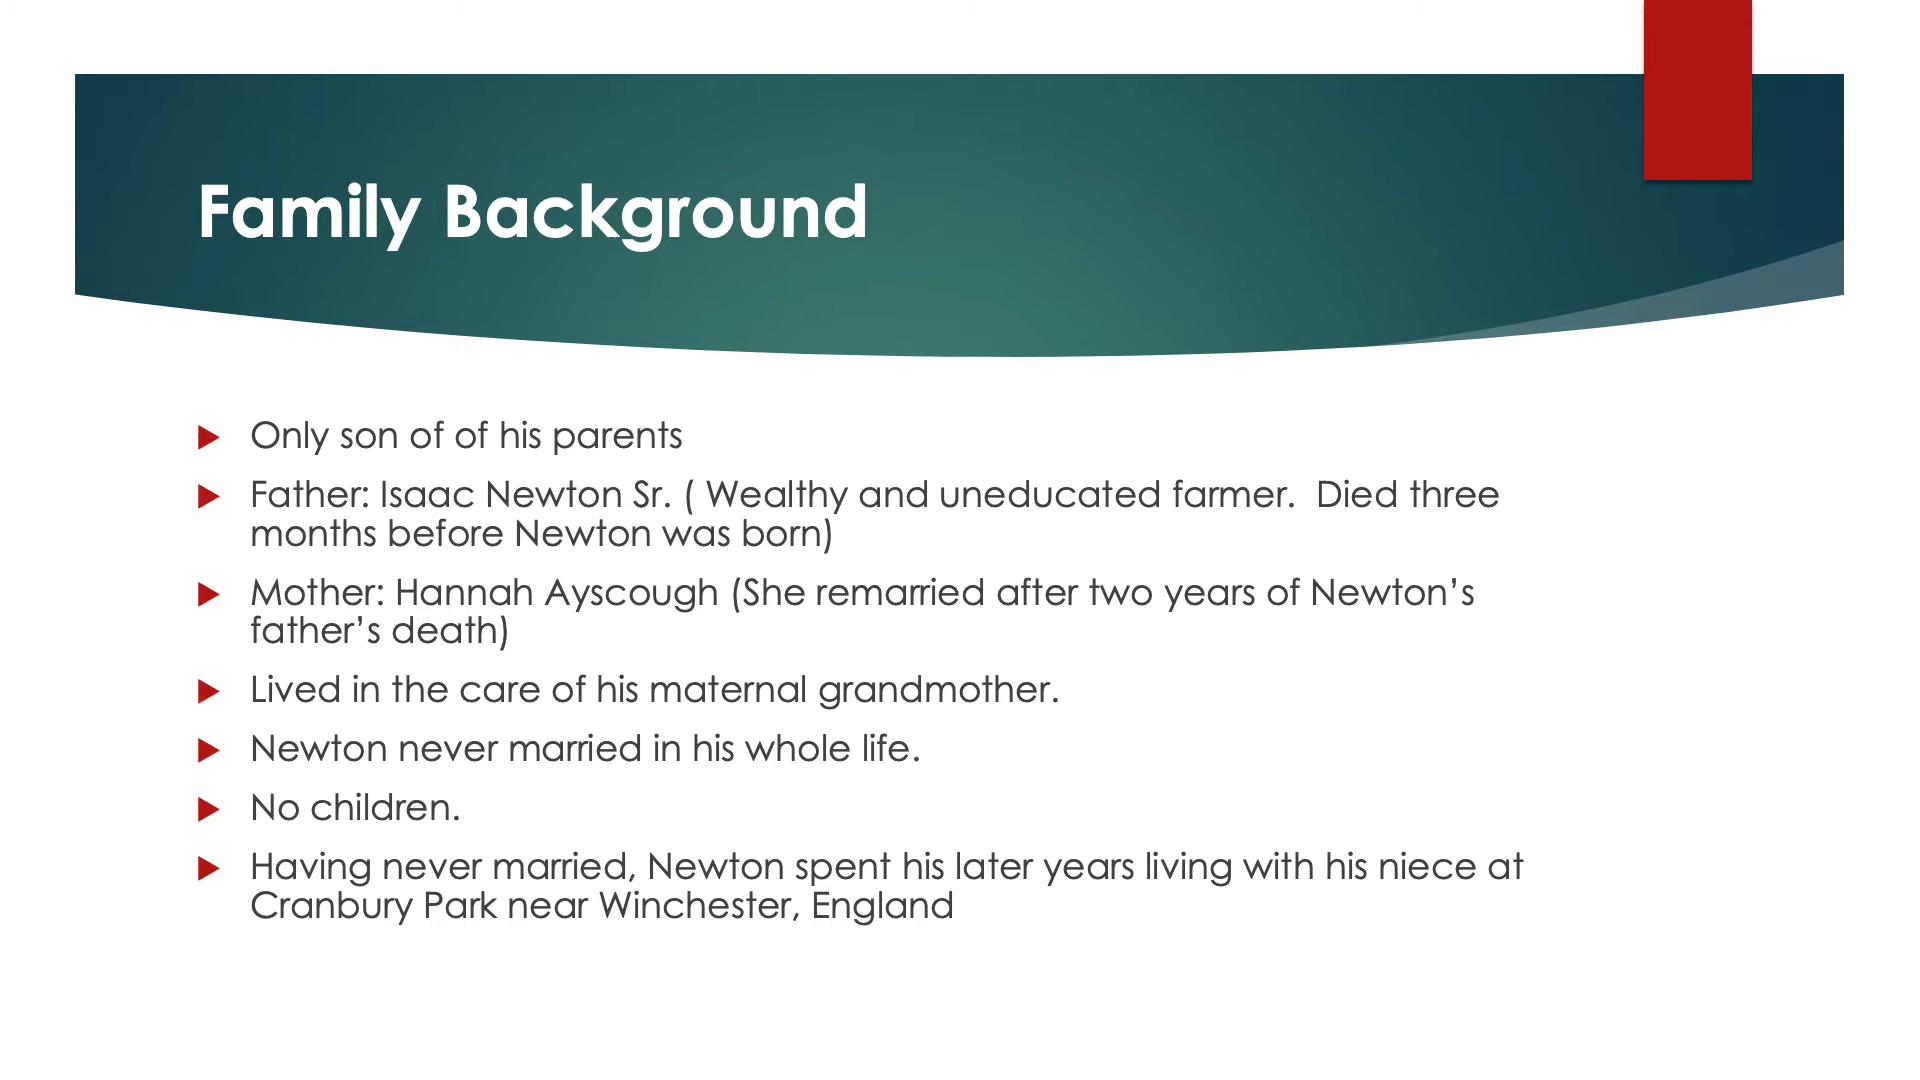 Family Background
Only son of of his parents
Father: Isaac Newton Sr. ( Wealthy and uneducated farmer.  Died three
months before Newton was born)
Mother: Hannah Ayscough (She remarried after two years of Newton’s
father’s death)
Lived in the care of his maternal grandmother.
Newton never married in his whole life.
No children.
Having never married, Newton spent his later years living with his niece at
Cranbury Park near Winchester, England